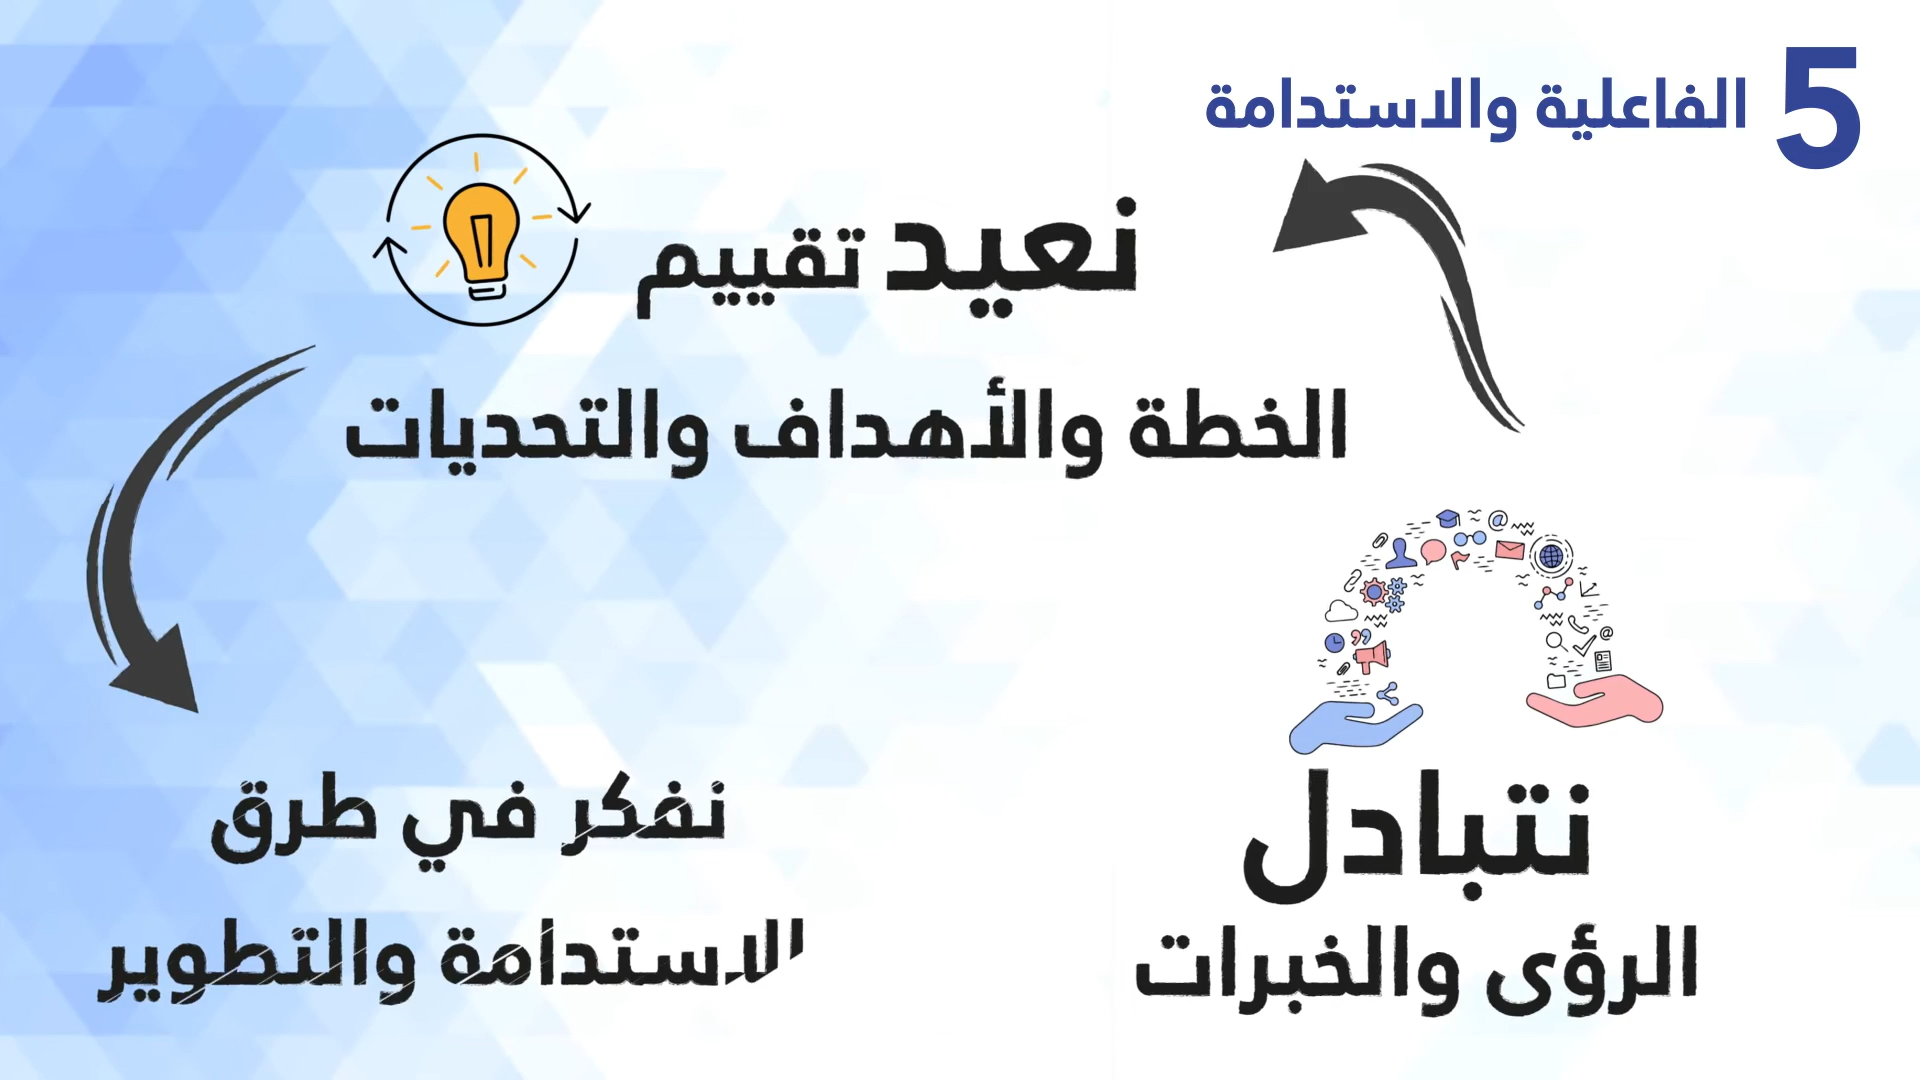 5 الفاعلية والاستدامة
نتبادل
الرؤى والخبرات
نعيد تقييم
الخطة والأهداف والتحديات
نفكر في طرق
الاستدامة والتطوير